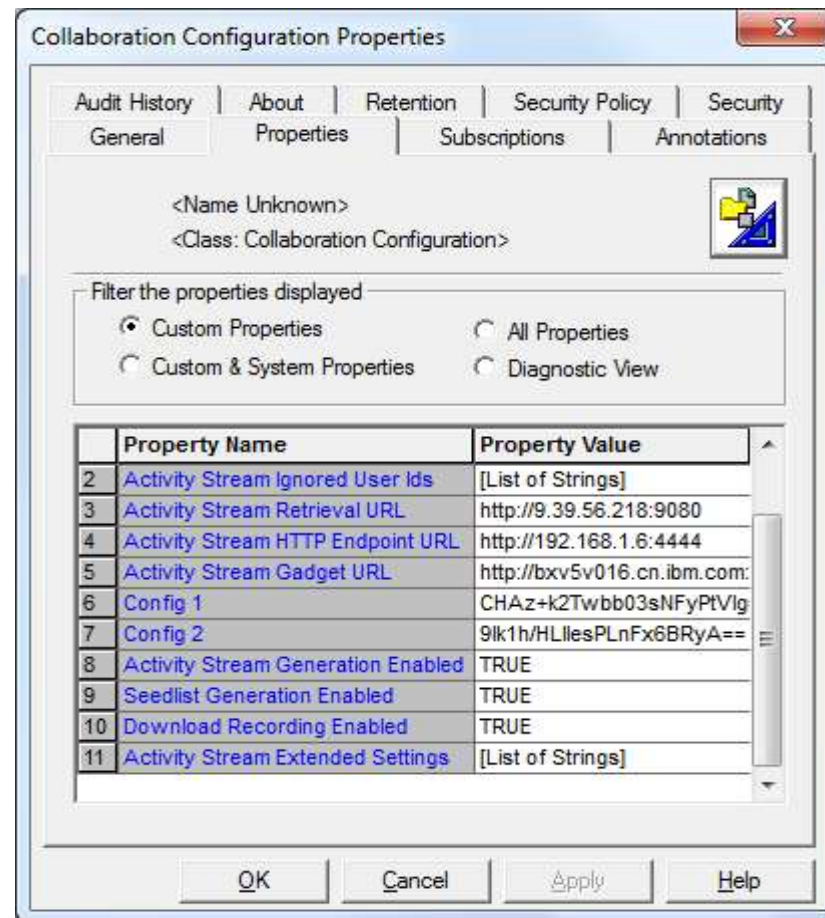 Collaboration Configuration Properties
Audit History About Retention Security Policy Security
General Properties Subscriptions Annotations
<Name Unknown>
<Class: Collaboration Configuration>
Filter the properties displayed
Custom Properties All Properties
Custom & System Properties Diagnostic View
Property Name Property Value
2 Activity Stream Ignored User Ids [List of Strings]
3 Activity Stream Retrieval URL http://9.39.56.218:9080
4 Activity Stream HTTP Endpoint URL http://192.168.1.6:4444
5 Activity Stream Gadget URL http://bxv5v016.cn.ibm.com:
6 Config 1 CHAz+k2Twbb03sNFyPtVIg
7 Config 2 9Ik1h/HLIlesPLnFx6BRyA==
8 Activity Stream Generation Enabled TRUE
9 Seedlist Generation Enabled TRUE
10 Download Recording Enabled TRUE
11 Activity Stream Extended Settings [List of Strings]
OK Cancel Apply Help